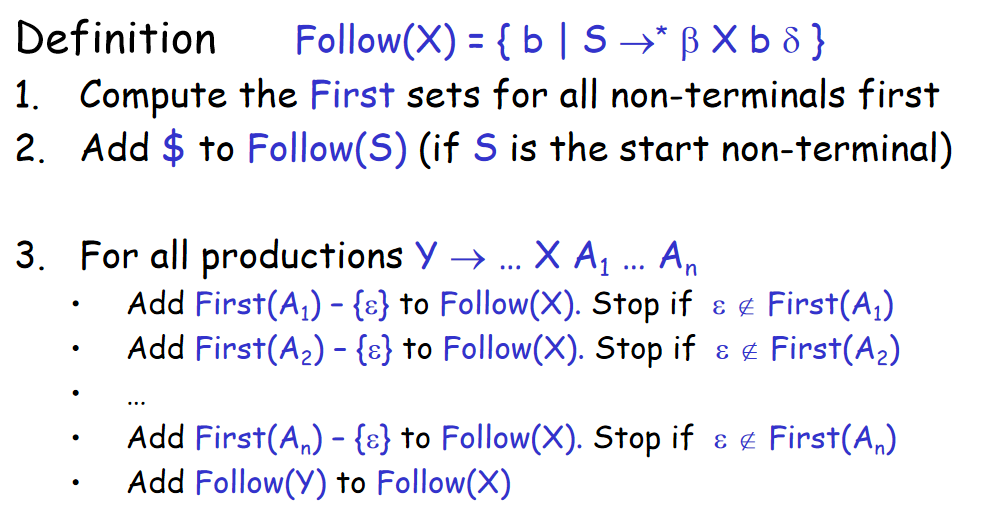 Definition Follow(X) = { b | S →* β X b δ }
1. Compute the First sets for all non-terminals first
2. Add $ to Follow(S) (if S is the start non-terminal)
3. For all productions Y → ... X A₁ ... Aₙ
• Add First(A₁) – {ε} to Follow(X). Stop if ε ∉ First(A₁)
• Add First(A₂) – {ε} to Follow(X). Stop if ε ∉ First(A₂)
• ...
• Add First(Aₙ) – {ε} to Follow(X). Stop if ε ∉ First(Aₙ)
• Add Follow(Y) to Follow(X)